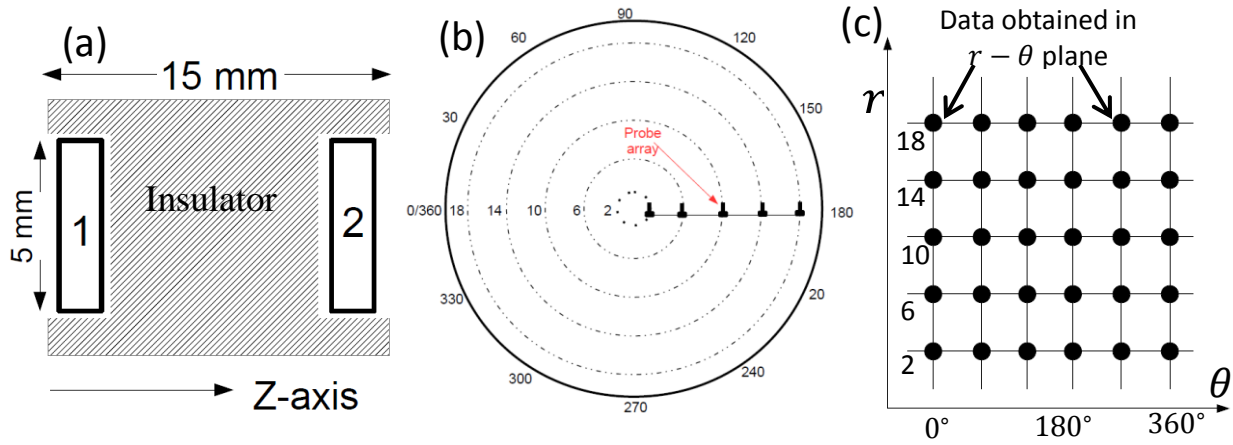 (a)
15 mm
5 mm
1
Insulator
2
Z-axis
(b)
90
60
120
30
150
Probe
array
0/360 18 14 10 6 2
180
330
20
300
240
270
(c)
Data obtained in
r − θ plane
r
18
14
10
6
2
θ
0° 180° 360°